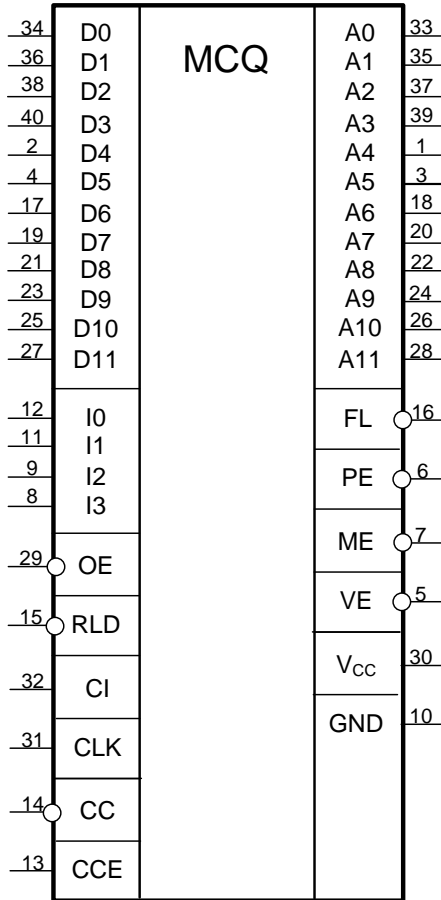 MCQ
34 D0 A0 33
36 D1 A1 35
38 D2 A2 37
40 D3 A3 39
2 D4 A4 1
4 D5 A5 3
17 D6 A6 18
19 D7 A7 20
21 D8 A8 22
23 D9 A9 24
25 D10 A10 26
27 D11 A11 28
12 I0 FL 16
11 I1
9 I2 PE 6
8 I3
ME 7
29 OE
VE 5
15 RLD
VCC 30
32 CI
GND 10
31 CLK
14 CC
13 CCE